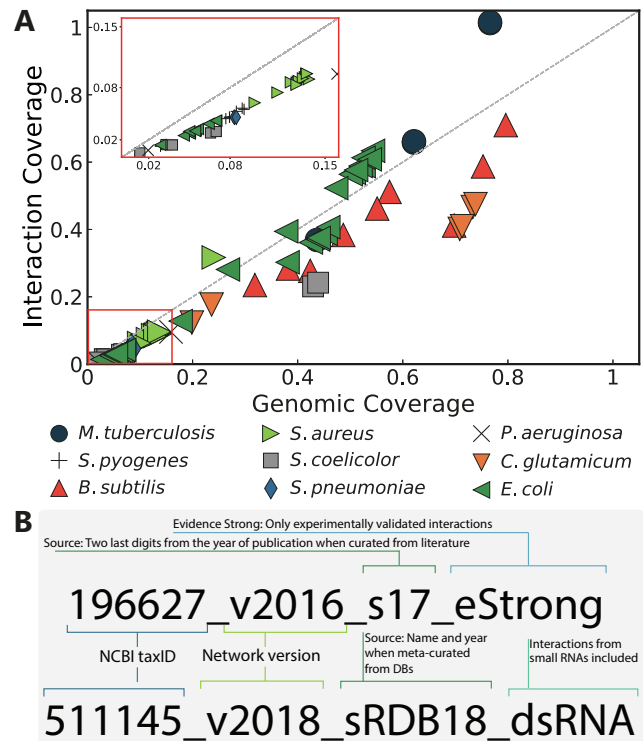 A
1
0.8
0.6
0.4
0.2
0
Interaction Coverage
0.15
0.08
0.02
0.02
0.08
0.15
0
0.2
0.4
0.6
0.8
1
Genomic Coverage
M. tuberculosis
S. aureus
P. aeruginosa
S. pyogenes
S. coelicolor
C. glutamicum
B. subtilis
S. pneumoniae
E. coli
B
Evidence Strong: Only experimentally validated interactions
Source: Two last digits from the year of publication when curated from literature
196627_v2016_s17_eStrong
NCBI taxID
Network version
Source: Name and year
when meta-curated
from DBs
Interactions from
small RNAs included
511145_v2018_sRDB18_dsRNA